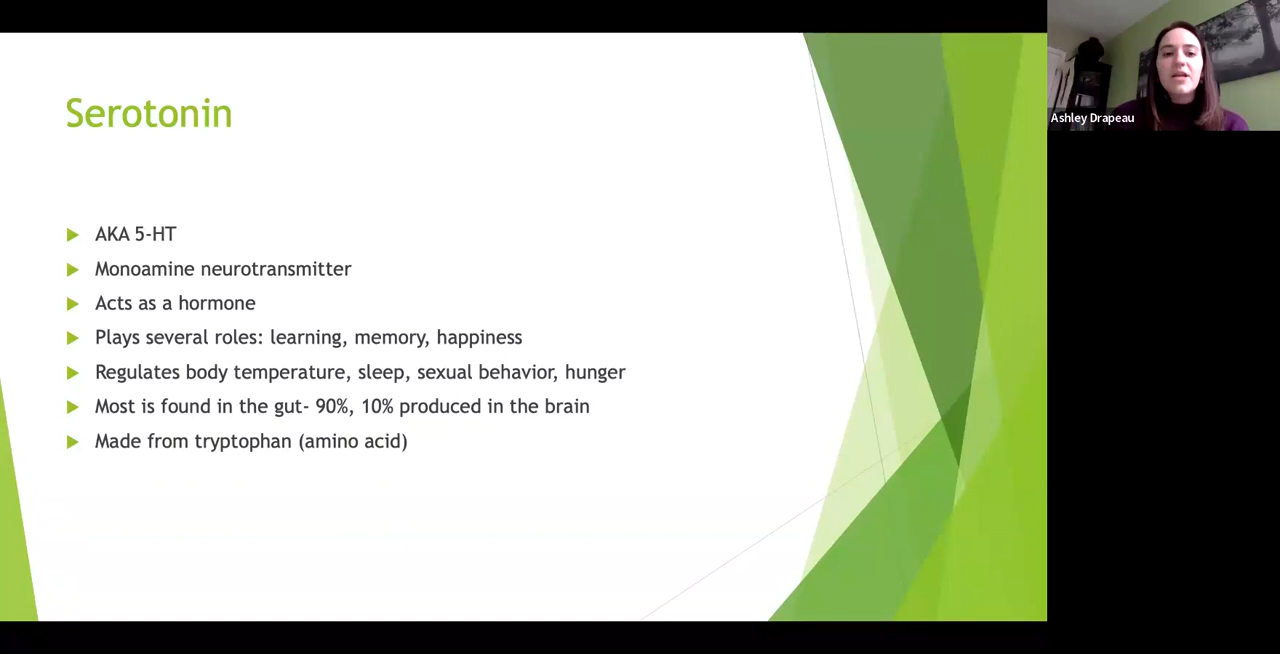 Serotonin
AKA 5-HT
Monoamine neurotransmitter
Acts as a hormone
Plays several roles: learning, memory, happiness
Regulates body temperature, sleep, sexual behavior, hunger
Most is found in the gut- 90%, 10% produced in the brain
Made from tryptophan (amino acid)
Ashley Drapeau